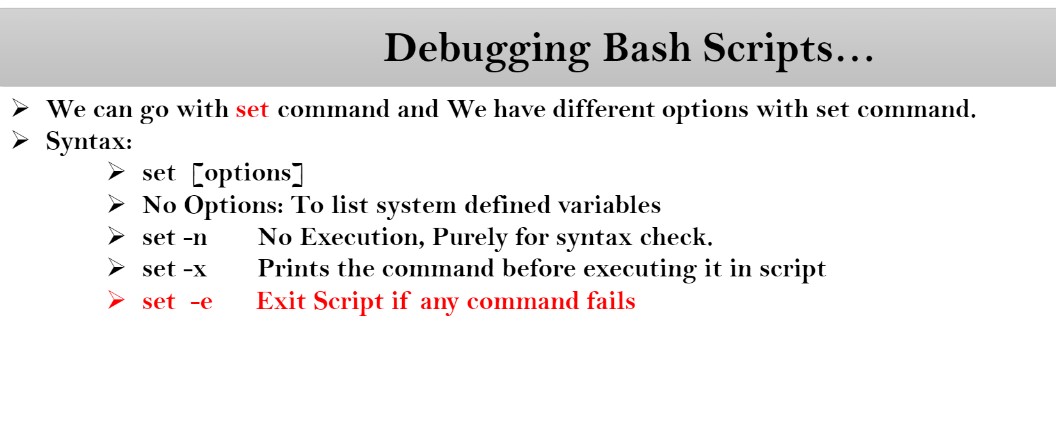 Debugging Bash Scripts...
➢ We can go with set command and We have different options with set command.
➢ Syntax:
➢ set [options]
➢ No Options: To list system defined variables
➢ set -n No Execution, Purely for syntax check.
➢ set -x Prints the command before executing it in script
➢ set -e Exit Script if any command fails